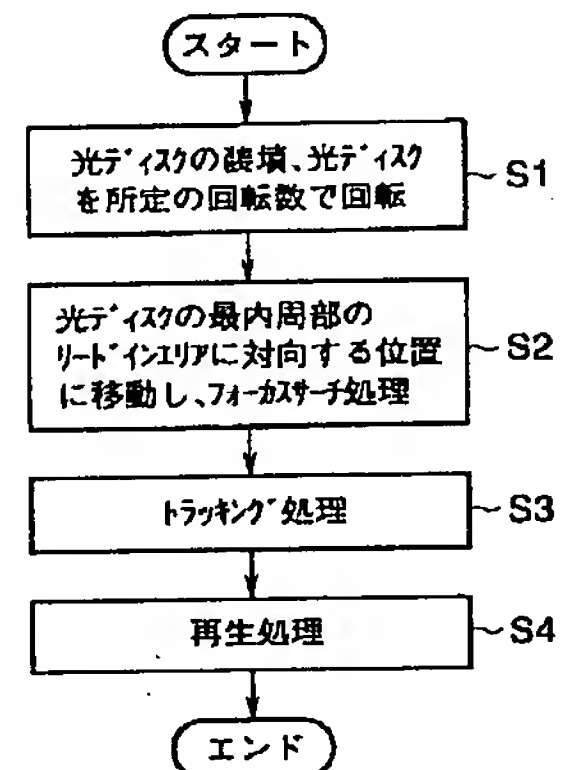 スタート
光ディスクの装填、光ディスク
を所定の回転数で回転
~S1
光ディスクの最内周部の
リードインエリアに対向する位置
に移動し、フォーカスサーチ処理
~S2
トラッキング処理
~S3
再生処理
~S4
エンド